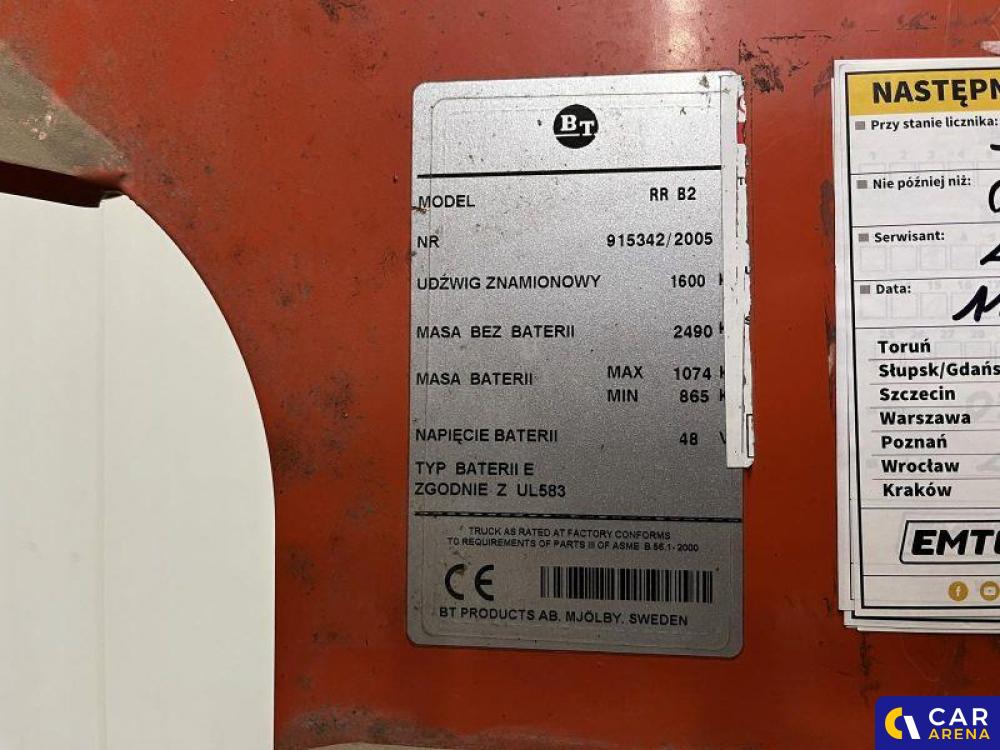 BT
MODEL RR B2
NR 915342/2005
UDŹWIG ZNAMIONOWY 1600
MASA BEZ BATERII 2490
MASA BATERII MAX 1074
MIN 865
NAPIĘCIE BATERII 48 V
TYP BATERII E
ZGODNIE Z UL583
TRUCK AS RATED AT FACTORY CONFORMS
TO REQUIREMENTS OF PARTS III OF ASME B 56.1-2000
CE
BT PRODUCTS AB. MJÖLBY. SWEDEN
NASTĘPN
Przy stanie licznika:
Nie później niż:
Serwisant:
Data:
Toruń
Słupsk/Gdańs
Szczecin
Warszawa
Poznań
Wrocław
Kraków
EMT
CAR
ARENA